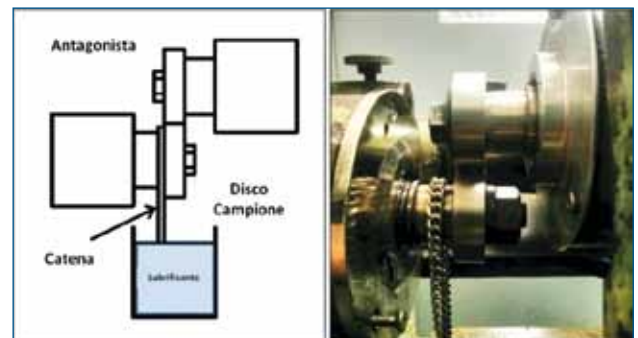 Antagonista
Disco
Campione
Catena
Lubrificante